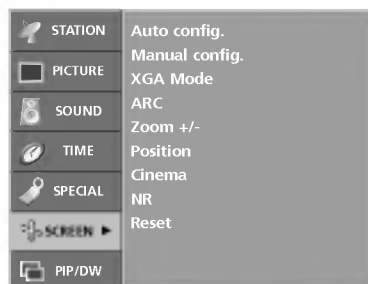 STATION
PICTURE
SOUND
TIME
SPECIAL
SCREEN ►
PIP/DW
Auto config.
Manual config.
XGA Mode
ARC
Zoom +/-
Position
Cinema
NR
Reset